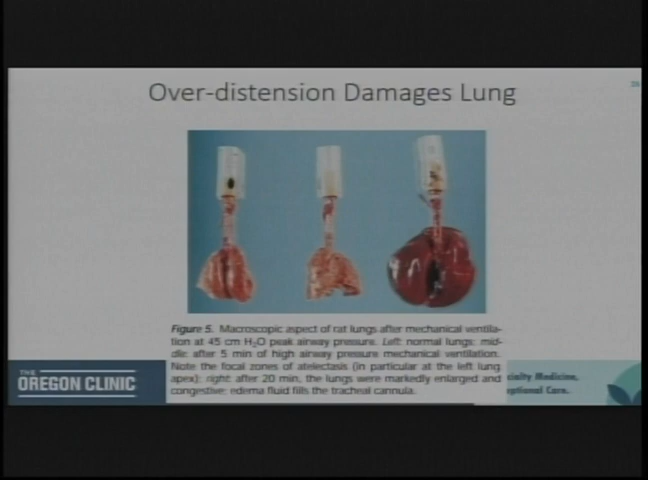 Over-distension Damages Lung
Figure 5. Macroscopic aspect of rat lungs after mechanical ventila-
tion at 45 cm H₂O peak airway pressure. Left: normal lungs; mid-
dle: after 5 min of high airway pressure mechanical ventilation.
Note the focal zones of atelectasis (in particular at the left lung
apex); right: after 20 min, the lungs were markedly enlarged and
congestive; edema fluid fills the tracheal cannula.
THE
OREGON CLINIC
cialty Medicine,
eptional Care.